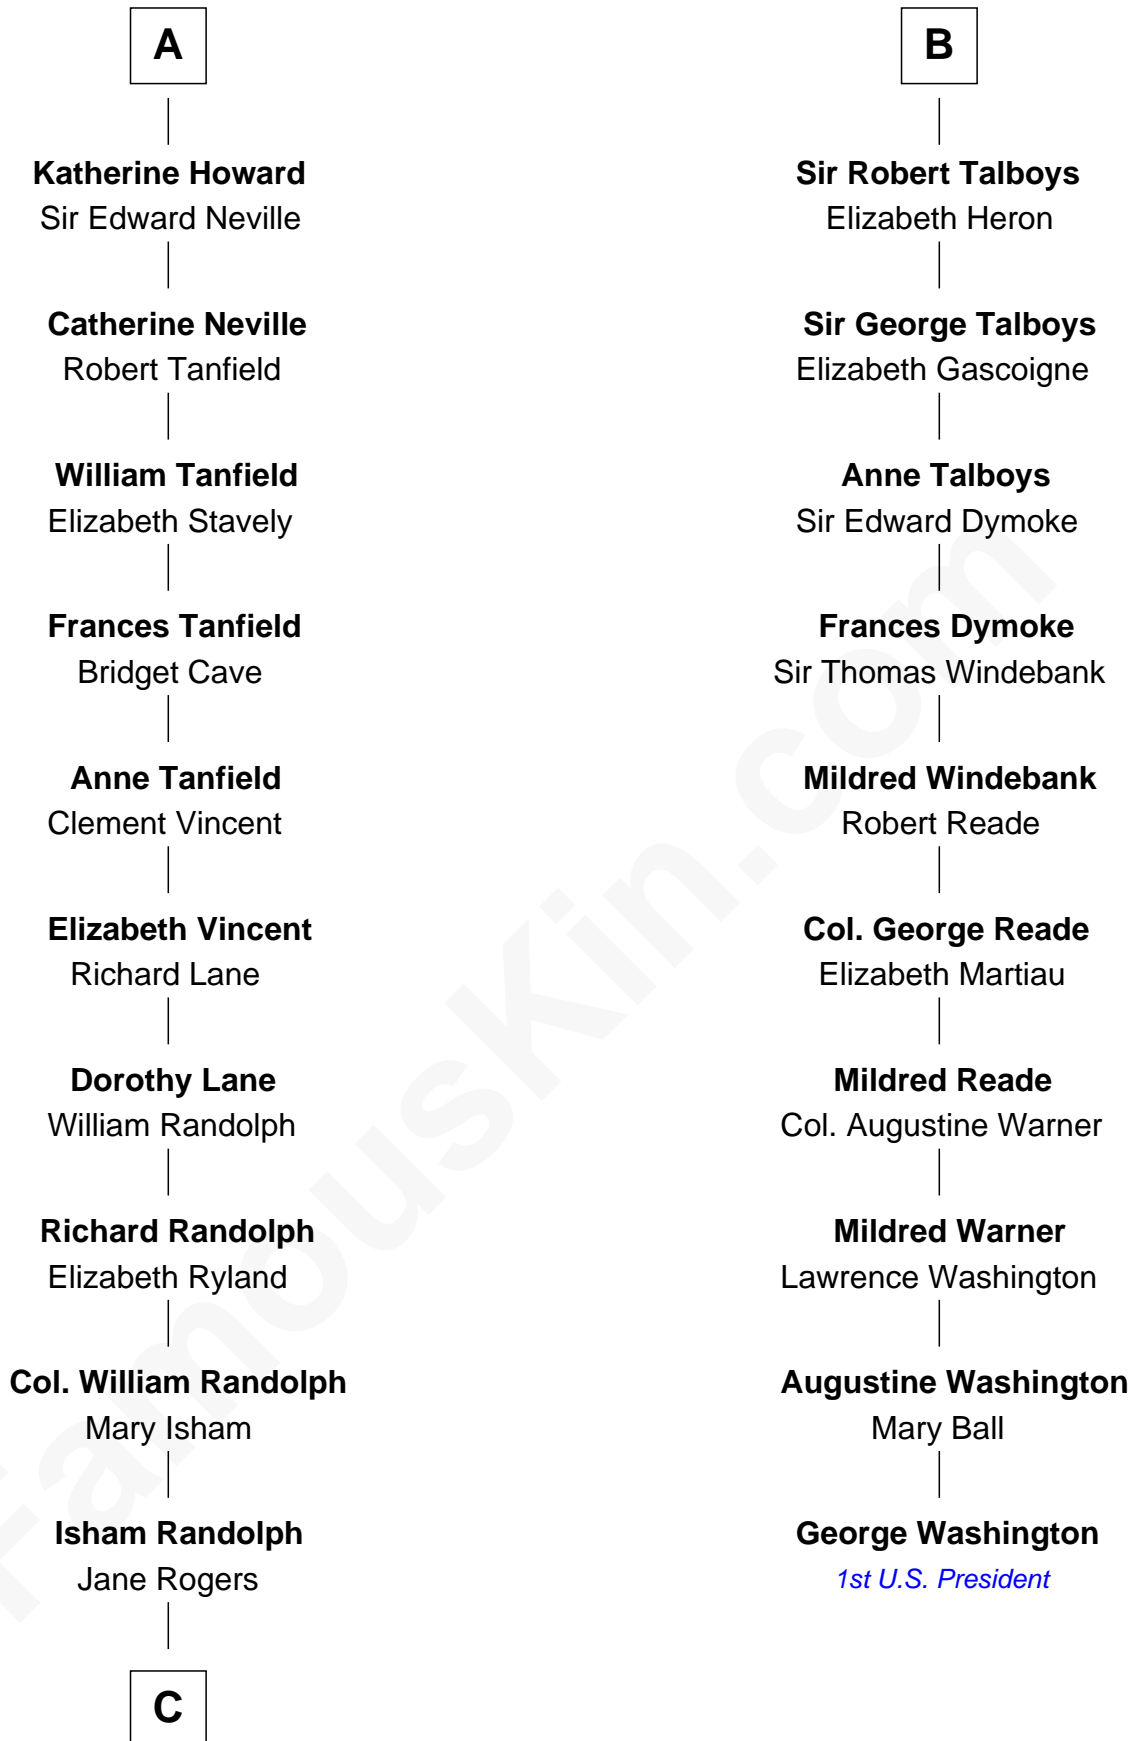 A
Katherine Howard
Sir Edward Neville
Catherine Neville
Robert Tanfield
William Tanfield
Elizabeth Stavely
Frances Tanfield
Bridget Cave
Anne Tanfield
Clement Vincent
Elizabeth Vincent
Richard Lane
Dorothy Lane
William Randolph
Richard Randolph
Elizabeth Ryland
Col. William Randolph
Mary Isham
Isham Randolph
Jane Rogers
C
B
Sir Robert Talboys
Elizabeth Heron
Sir George Talboys
Elizabeth Gascoigne
Anne Talboys
Sir Edward Dymoke
Frances Dymoke
Sir Thomas Windebank
Mildred Windebank
Robert Reade
Col. George Reade
Elizabeth Martiau
Mildred Reade
Col. Augustine Warner
Mildred Warner
Lawrence Washington
Augustine Washington
Mary Ball
George Washington
1st U.S. President
FamousKin.com